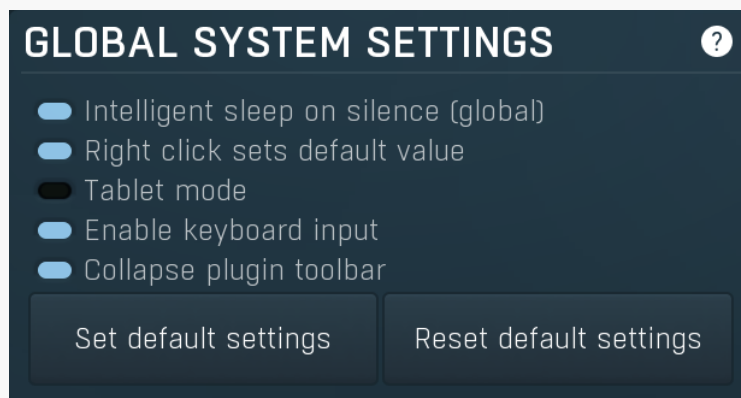 GLOBAL SYSTEM SETTINGS ?
Intelligent sleep on silence (global)
Right click sets default value
Tablet mode
Enable keyboard input
Collapse plugin toolbar
Set default settings Reset default settings